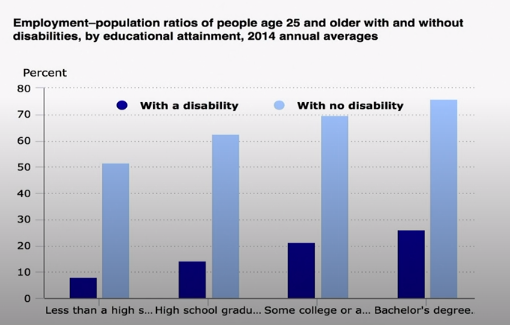 Employment–population ratios of people age 25 and older with and without
disabilities, by educational attainment, 2014 annual averages
Percent
80
With a disability
With no disability
70
60
50
40
30
20
10
0
Less than a high s...
High school gradu...
Some college or a...
Bachelor's degree.